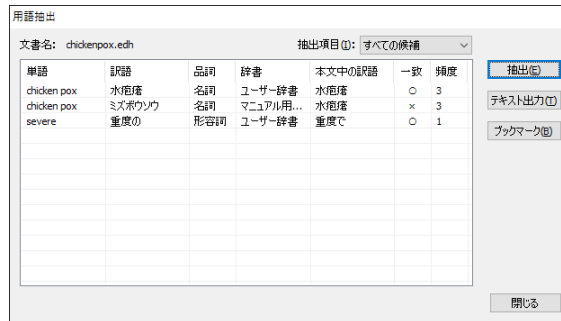 用語抽出
文書名: chickenpox.edh 抽出項目(I): すべての候補
単語 訳語 品詞 辞書 本文中の訳語 一致 頻度
chicken pox 水疱瘡 名詞 ユーザー辞書 水疱瘡 ○ 3
chicken pox ミズボウソウ 名詞 マニュアル用... 水疱瘡 × 3
severe 重度の 形容詞 ユーザー辞書 重度で ○ 1
抽出(E)
テキスト出力(T)
ブックマーク(B)
閉じる